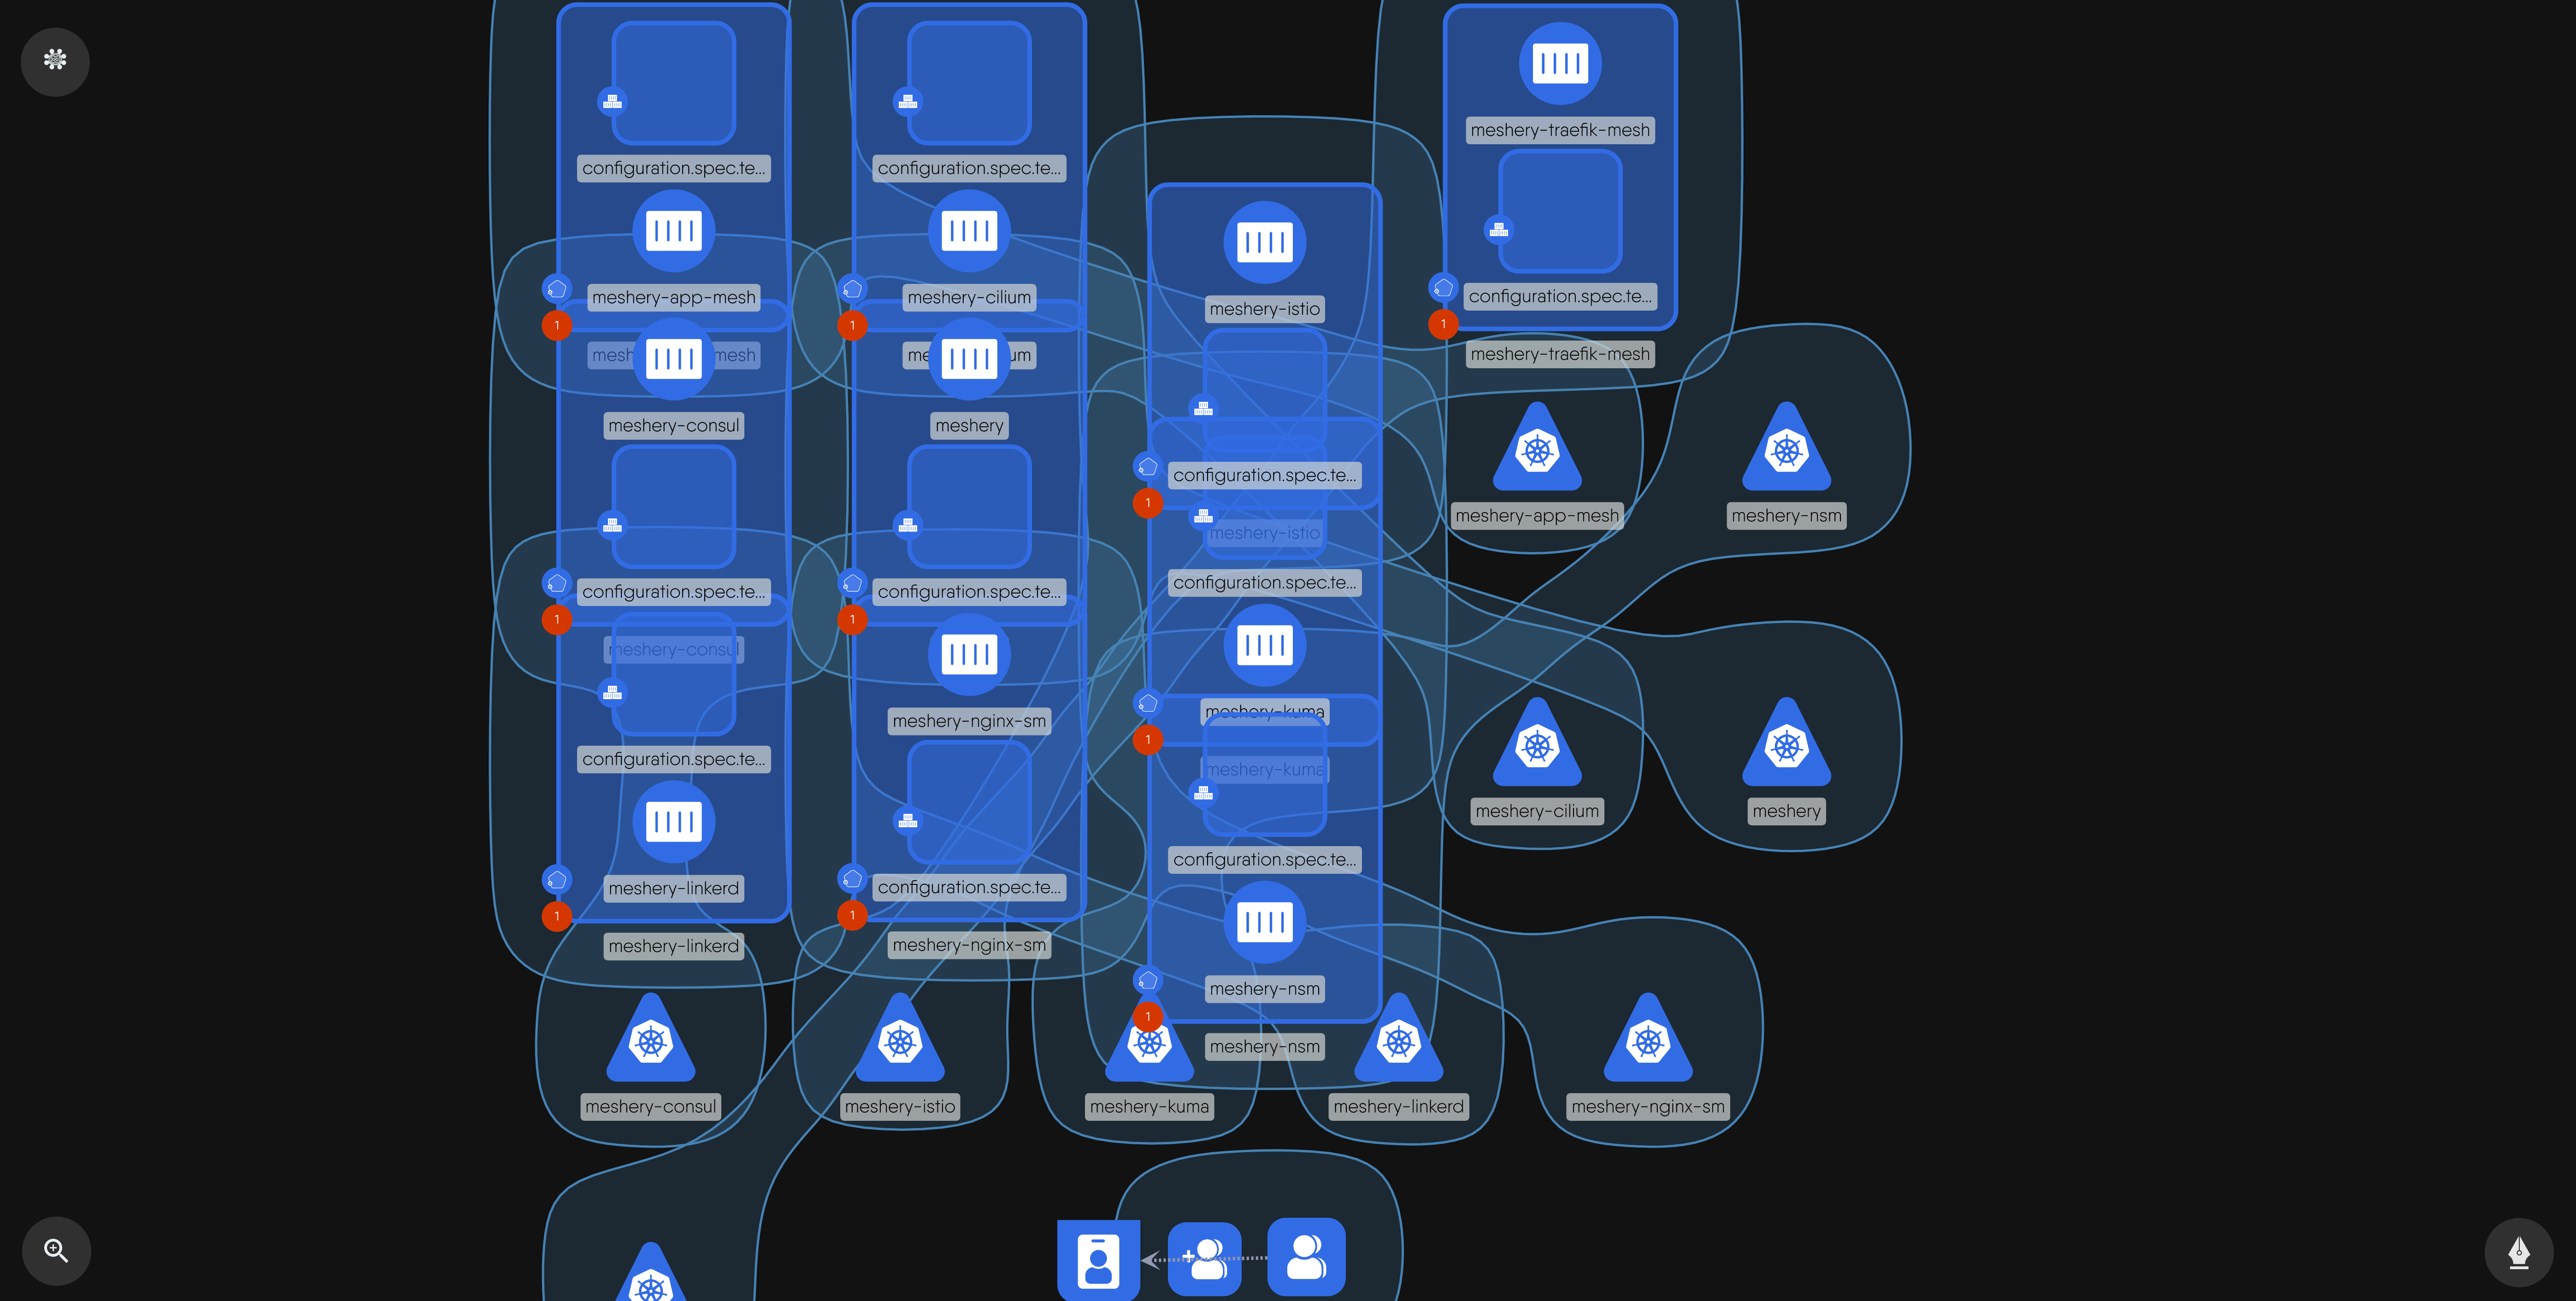 configuration.spec.te...
configuration.spec.te...
meshery-traefik-mesh
meshery-app-mesh
meshery-cilium
meshery-istio
configuration.spec.te...
1
1
1
meshery-traefik-mesh
meshery-consul
meshery
configuration.spec.te...
1
meshery-istio
meshery-app-mesh
meshery-nsm
configuration.spec.te...
configuration.spec.te...
configuration.spec.te...
1
1
meshery-consul
meshery-kuma
meshery-nginx-sm
1
configuration.spec.te...
meshery-kuma
meshery-cilium
meshery
configuration.spec.te...
meshery-linkerd
configuration.spec.te...
1
1
meshery-linkerd
meshery-nginx-sm
meshery-nsm
1
meshery-nsm
meshery-consul
meshery-istio
meshery-kuma
meshery-linkerd
meshery-nginx-sm